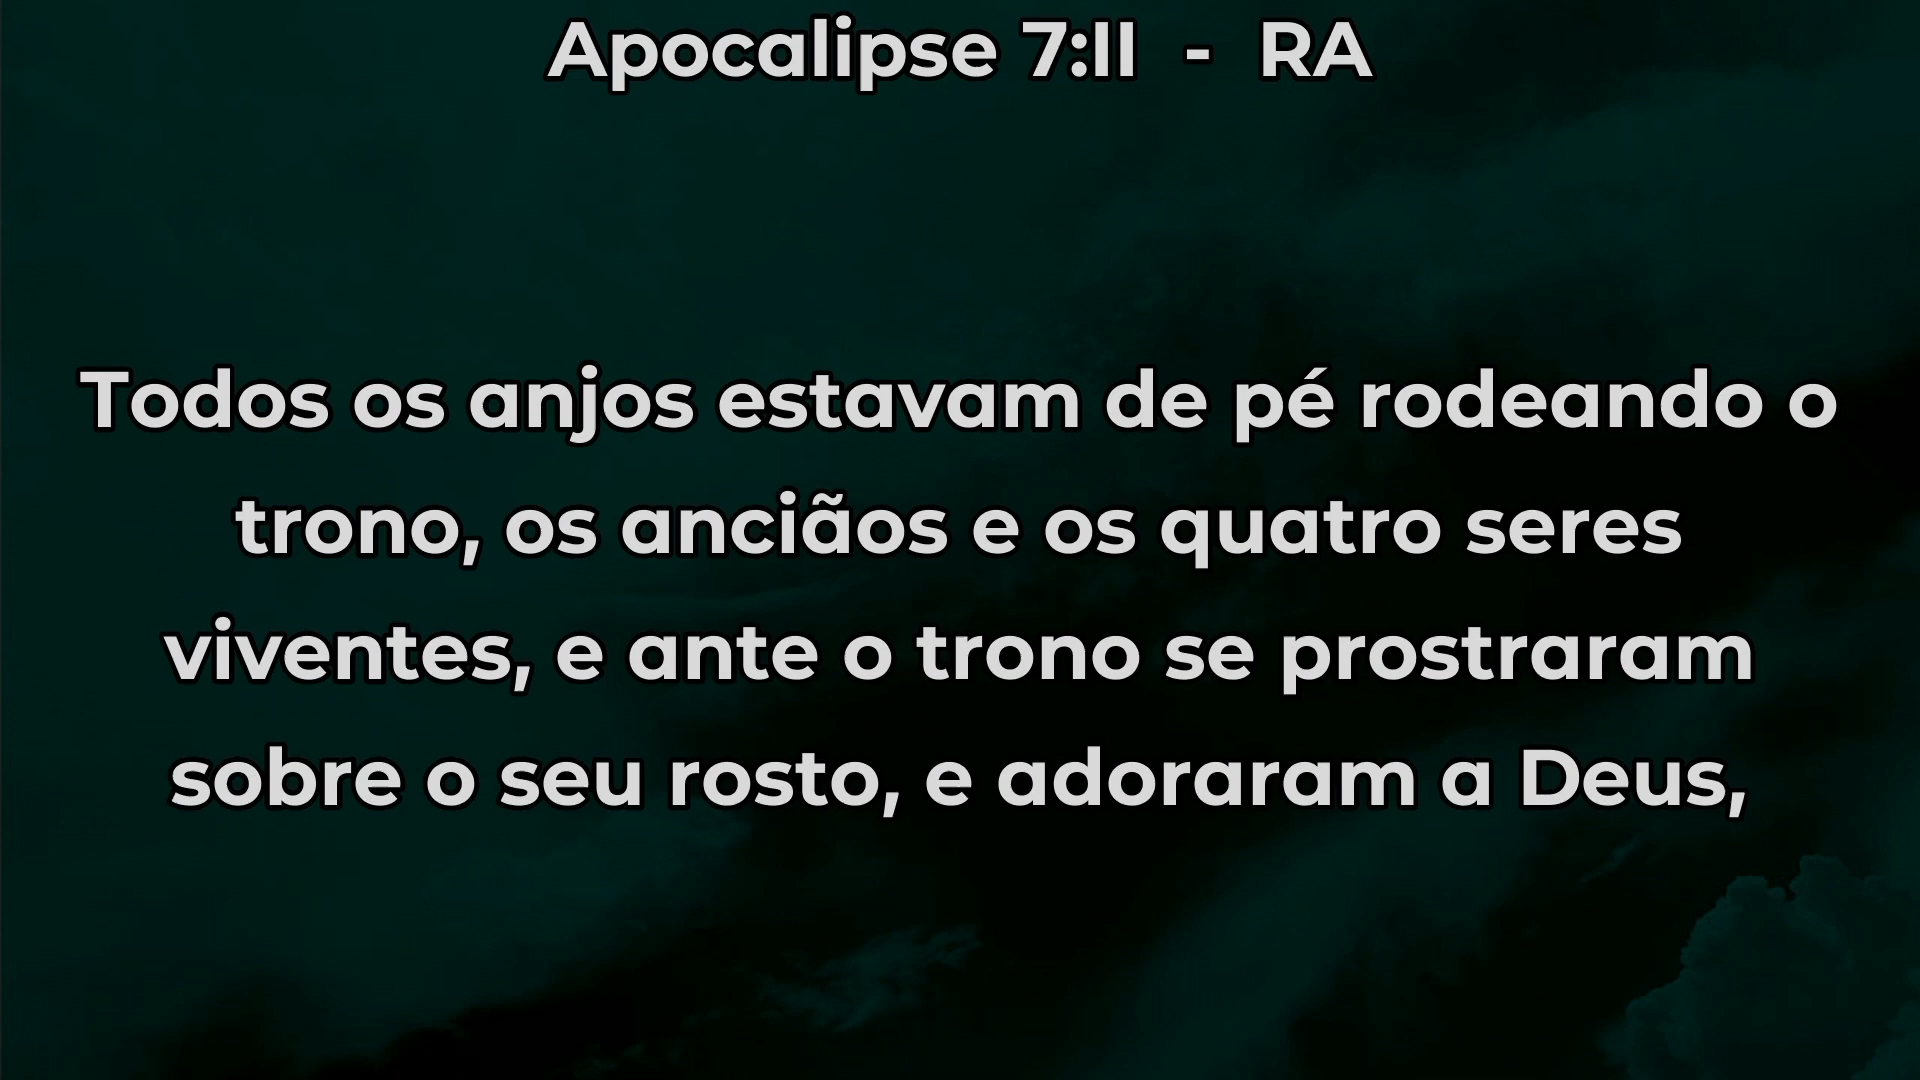 Apocalipse 7:11 - RA
Todos os anjos estavam de pé rodeando o
trono, os anciãos e os quatro seres
viventes, e ante o trono se prostraram
sobre o seu rosto, e adoraram a Deus,